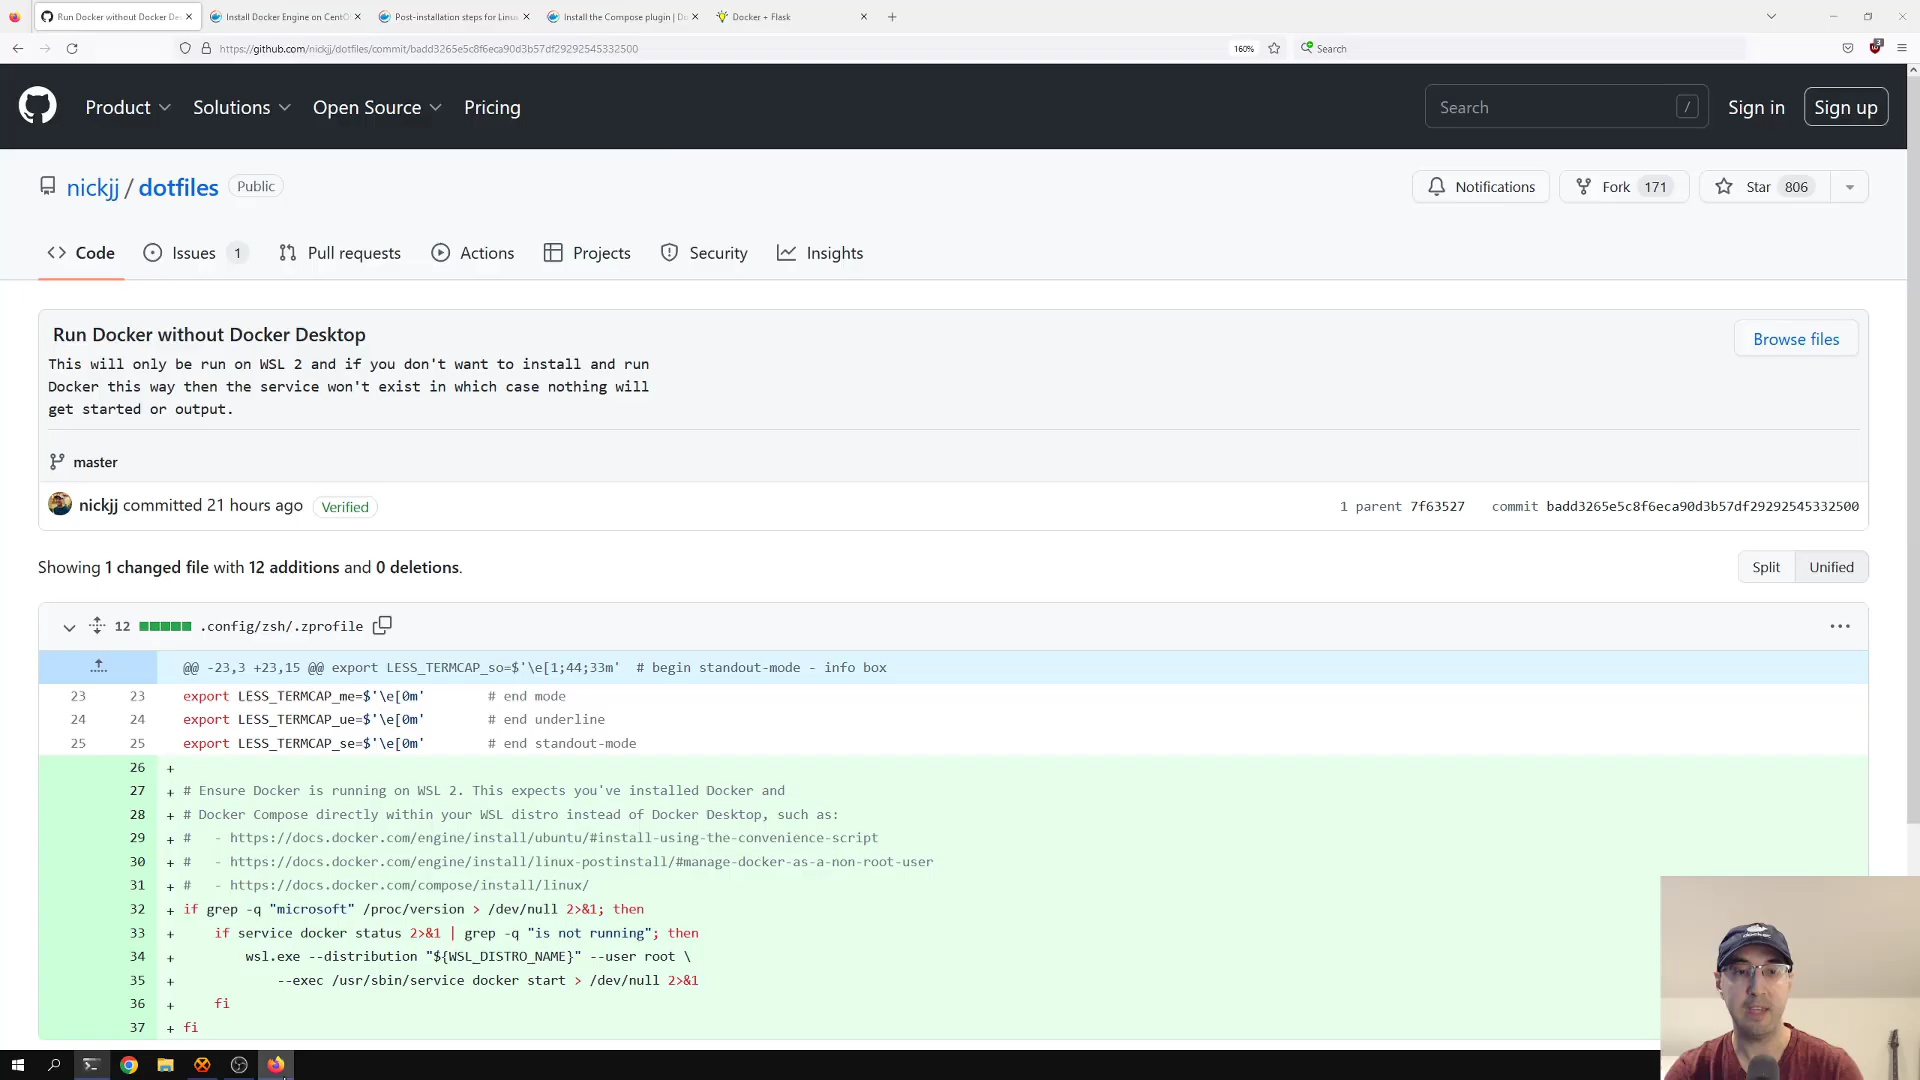 Run Docker without Docker Des
Install Docker Engine on CentO
Post-installation steps for Linu
Install the Compose plugin | Do
Docker + Flask
https://github.com/nickjj/dotfiles/commit/badd3265e5c8f6eca90d3b57df29292545332500
160%
Search
Product
Solutions
Open Source
Pricing
Search
/
Sign in
Sign up
nickjj / dotfiles
Public
Notifications
Fork 171
Star 806
Code
Issues 1
Pull requests
Actions
Projects
Security
Insights
Run Docker without Docker Desktop
Browse files
This will only be run on WSL 2 and if you don't want to install and run
Docker this way then the service won't exist in which case nothing will
get started or output.
master
nickjj committed 21 hours ago
Verified
1 parent 7f63527
commit badd3265e5c8f6eca90d3b57df29292545332500
Showing 1 changed file with 12 additions and 0 deletions.
Split
Unified
12 .config/zsh/.zprofile
@@ -23,3 +23,15 @@ export LESS_TERMCAP_so=$'\e[1;44;33m'  # begin standout-mode - info box
23 23 export LESS_TERMCAP_me=$'\e[0m'        # end mode
24 24 export LESS_TERMCAP_ue=$'\e[0m'        # end underline
25 25 export LESS_TERMCAP_se=$'\e[0m'        # end standout-mode
26 +
27 + # Ensure Docker is running on WSL 2. This expects you've installed Docker and
28 + # Docker Compose directly within your WSL distro instead of Docker Desktop, such as:
29 + #   - https://docs.docker.com/engine/install/ubuntu/#install-using-the-convenience-script
30 + #   - https://docs.docker.com/engine/install/linux-postinstall/#manage-docker-as-a-non-root-user
31 + #   - https://docs.docker.com/compose/install/linux/
32 + if grep -q "microsoft" /proc/version > /dev/null 2>&1; then
33 +     if service docker status 2>&1 | grep -q "is not running"; then
34 +         wsl.exe --distribution "${WSL_DISTRO_NAME}" --user root \
35 +             --exec /usr/sbin/service docker start > /dev/null 2>&1
36 +     fi
37 + fi
docker